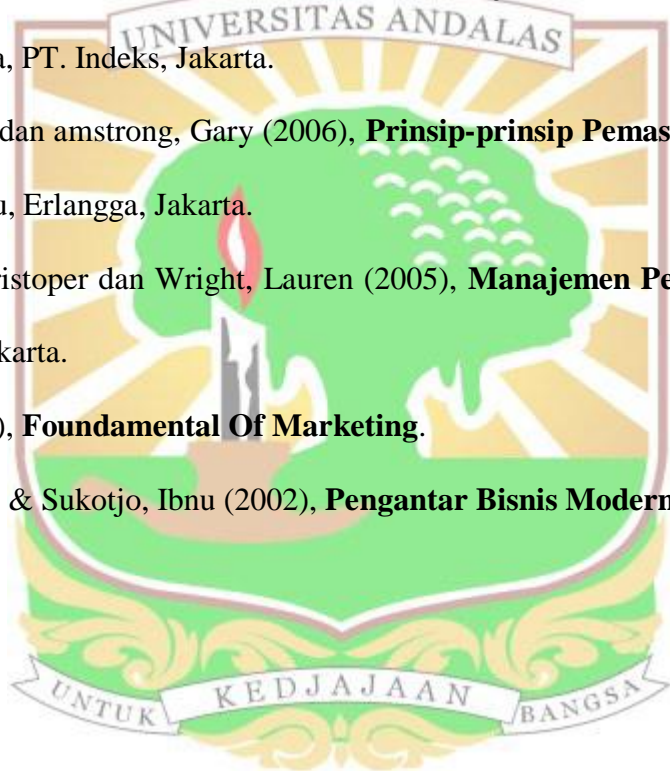 UNIVERSITAS ANDALAS
a, PT. Indeks, Jakarta.
dan amstrong, Gary (2006), Prinsip-prinsip Pemas
u, Erlangga, Jakarta.
ristoper dan Wright, Lauren (2005), Manajemen Pe
karta.
), Foundamental Of Marketing.
& Sukotjo, Ibnu (2002), Pengantar Bisnis Modern
UNTUK KEDJAJAAN BANGSA